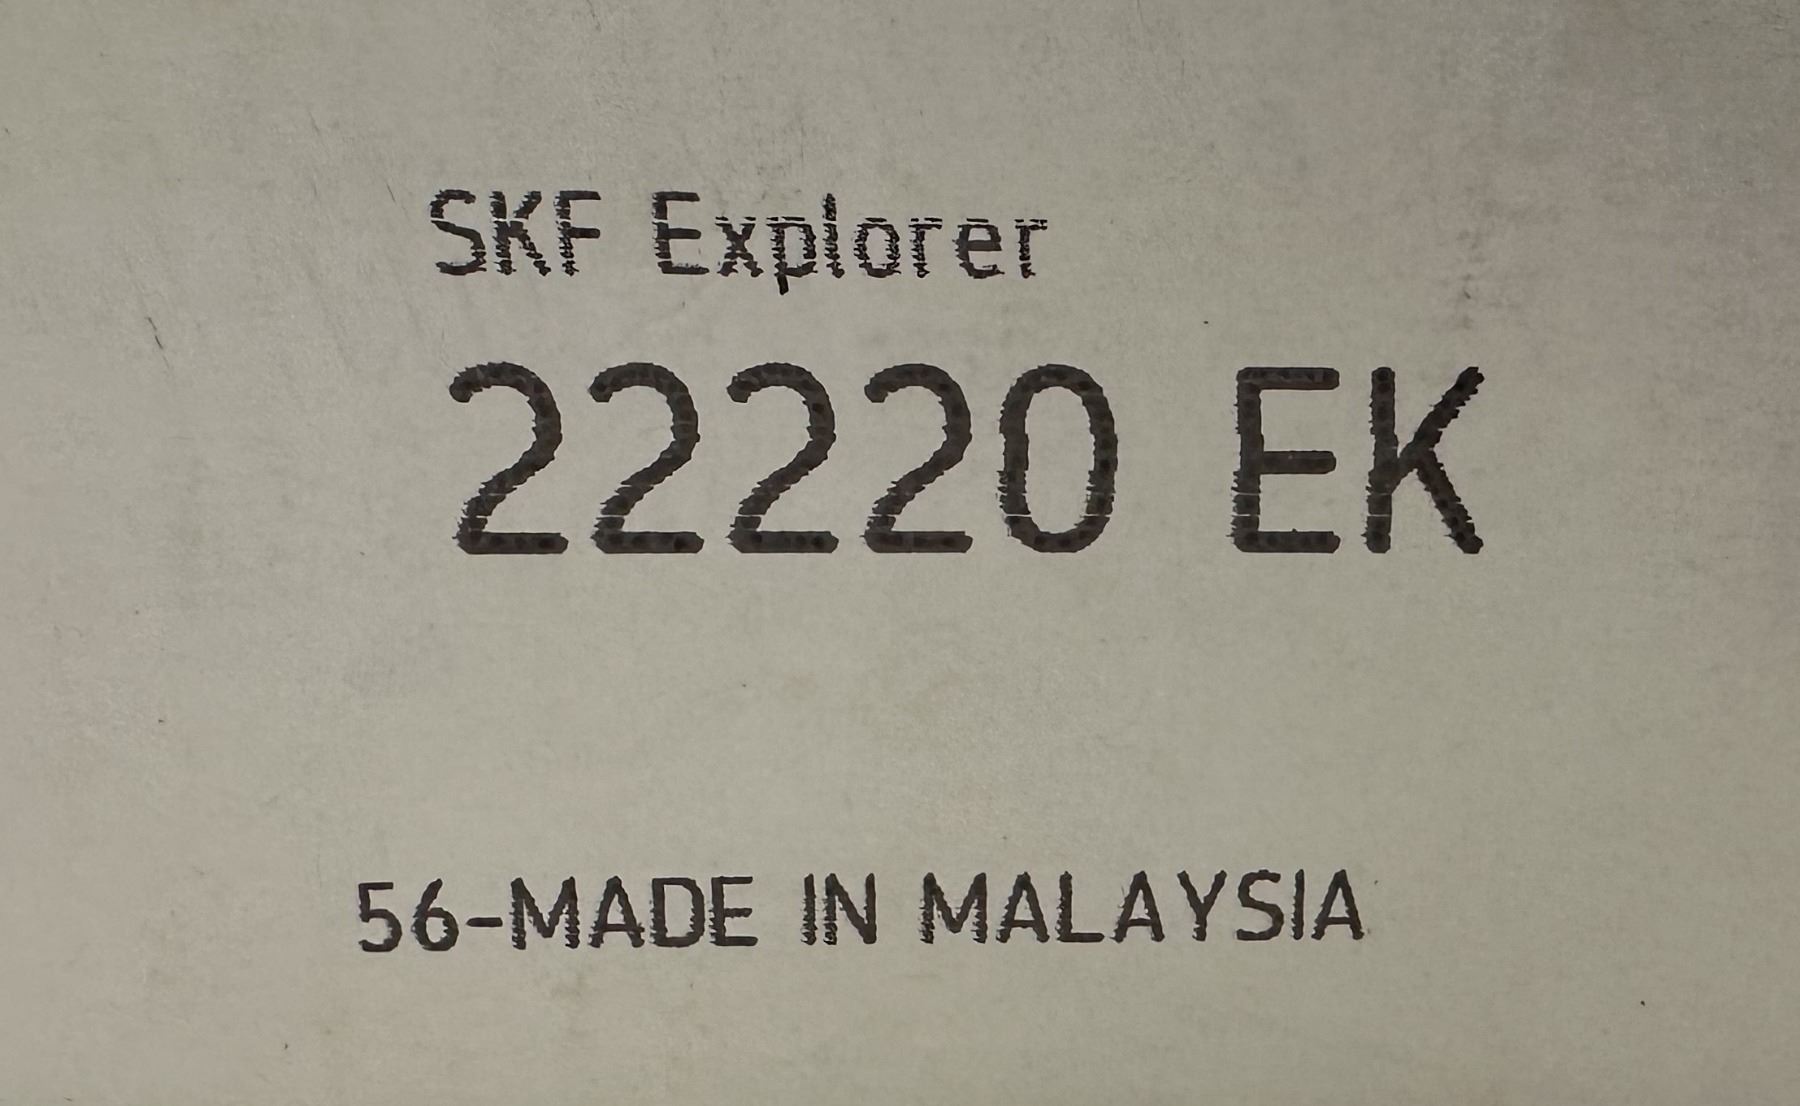 SKF Explorer
22220 EK
56-MADE IN MALAYSIA